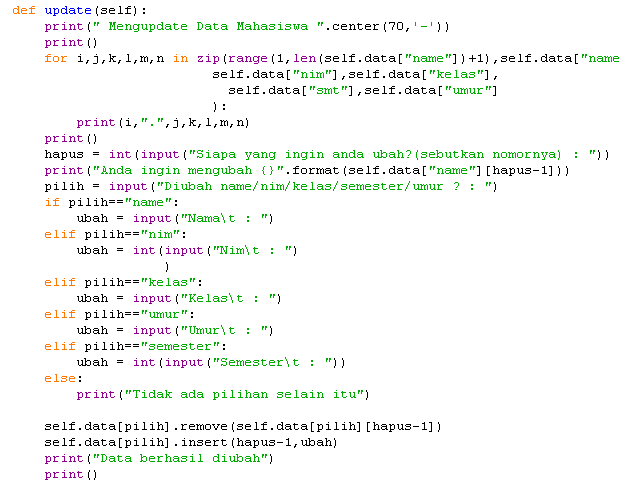 def update(self):
    print(" Mengupdate Data Mahasiswa ".center(70,'-'))
    print()
    for i,j,k,l,m,n in zip(range(1,len(self.data["name"])+1),self.data["name
                         self.data["nim"],self.data["kelas"],
                           self.data["smt"],self.data["umur"]
                         ):
        print(i,".",j,k,l,m,n)
    print()
    hapus = int(input("Siapa yang ingin anda ubah?(sebutkan nomornya) : "))
    print("Anda ingin mengubah {}".format(self.data["name"][hapus-1]))
    pilih = input("Diubah name/nim/kelas/semester/umur ? : ")
    if pilih=="name":
        ubah = input("Nama\t : ")
    elif pilih=="nim":
        ubah = int(input("Nim\t : ")
                   )
    elif pilih=="kelas":
        ubah = input("Kelas\t : ")
    elif pilih=="umur":
        ubah = input("Umur\t : ")
    elif pilih=="semester":
        ubah = int(input("Semester\t : "))
    else:
        print("Tidak ada pilihan selain itu")

    self.data[pilih].remove(self.data[pilih][hapus-1])
    self.data[pilih].insert(hapus-1,ubah)
    print("Data berhasil diubah")
    print()